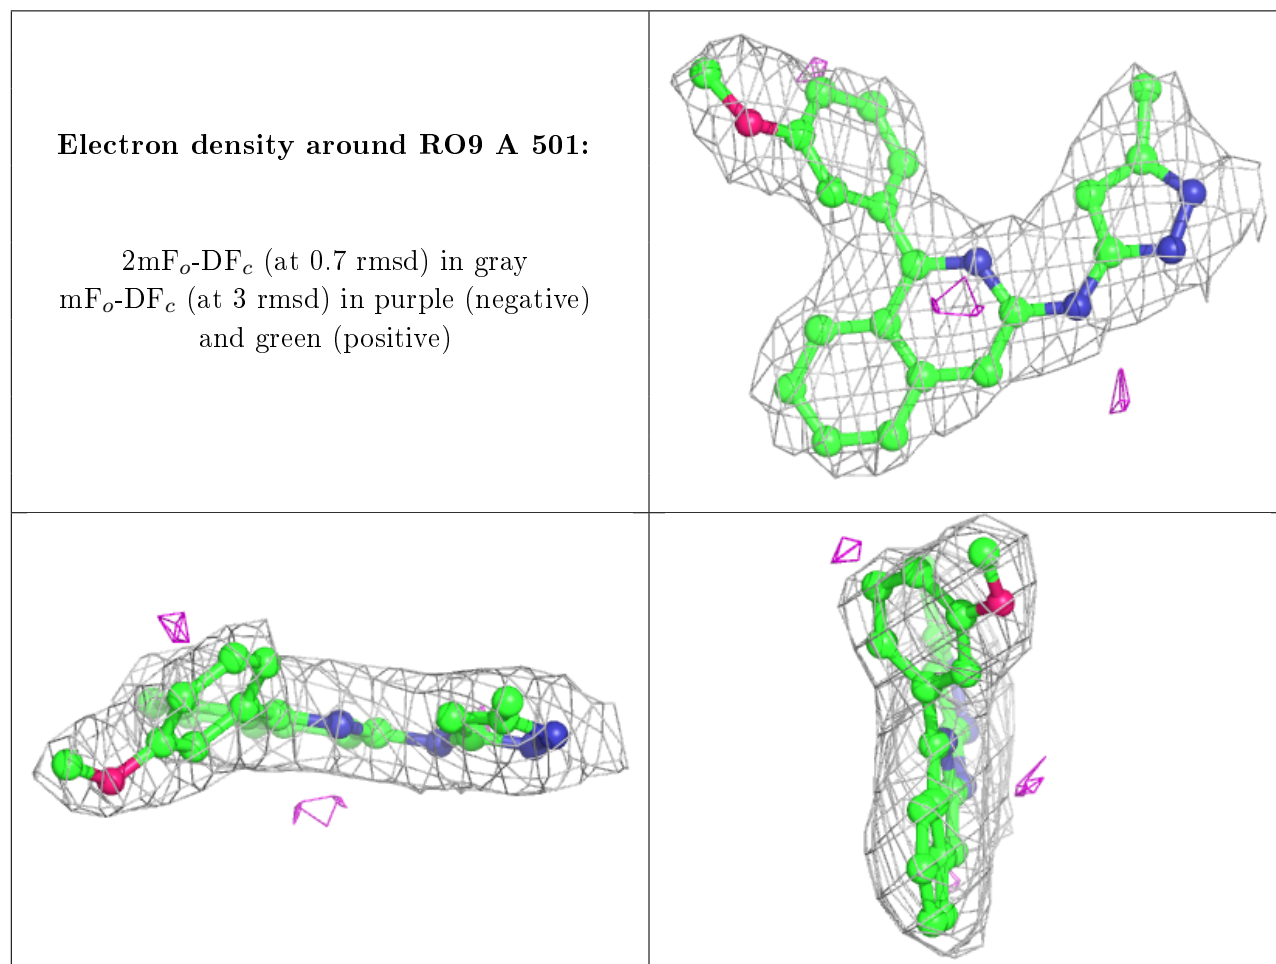 Electron density around RO9 A 501:
2mFo-DFc (at 0.7 rmsd) in gray
mFo-DFc (at 3 rmsd) in purple (negative)
and green (positive)